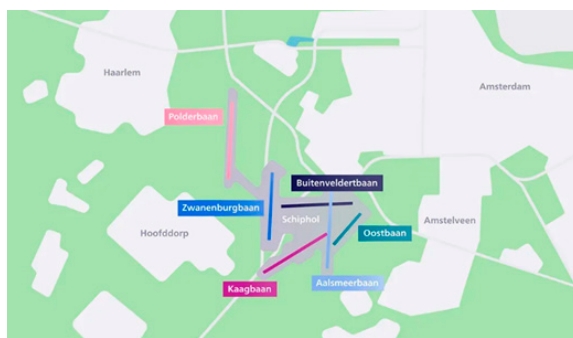 Haarlem
Amsterdam
Polderbaan
Buitenveldertbaan
Zwanenburgbaan
Schiphol
Amstelveen
Hoofddorp
Oostbaan
Kaagbaan
Aalsmeerbaan